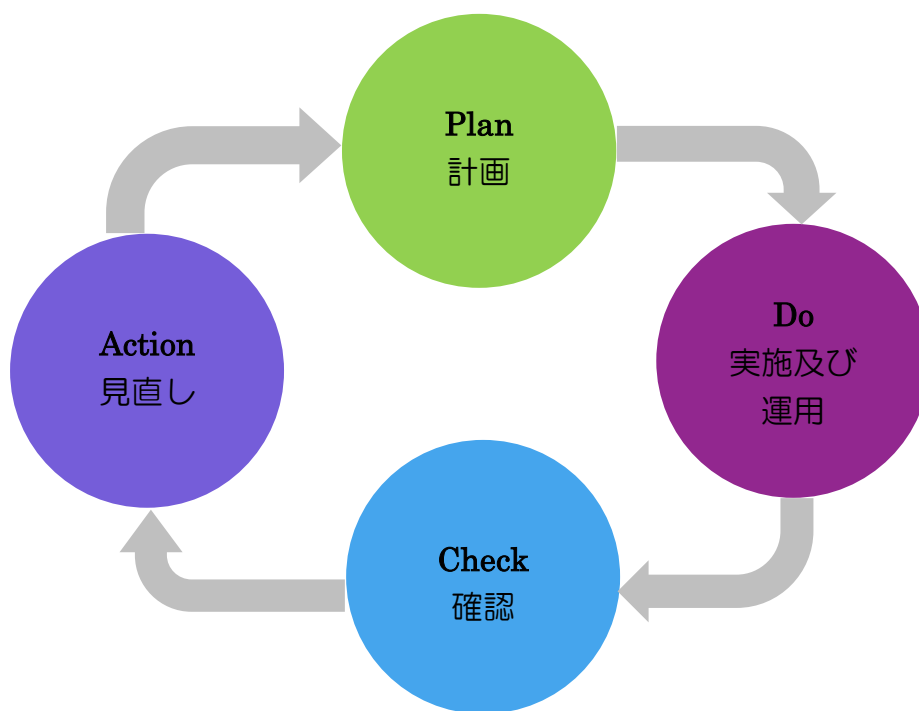 Plan
計画
Do
実施及び
運用
Check
確認
Action
見直し